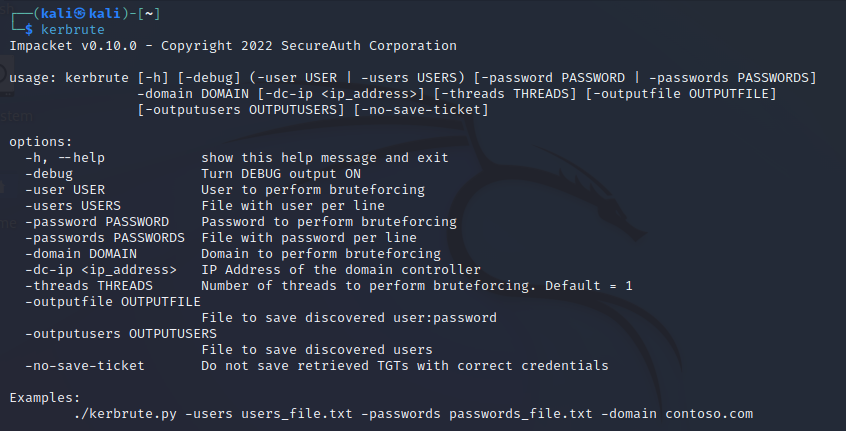 ┌──(kali㉿kali)-[~]
└─$ kerbrute
Impacket v0.10.0 - Copyright 2022 SecureAuth Corporation
usage: kerbrute [-h] [-debug] (-user USER | -users USERS) [-password PASSWORD | -passwords PASSWORDS]
-domain DOMAIN [-dc-ip <ip_address>] [-threads THREADS] [-outputfile OUTPUTFILE]
[-outputusers OUTPUTUSERS] [-no-save-ticket]
options:
-h, --help show this help message and exit
-debug Turn DEBUG output ON
-user USER User to perform bruteforcing
-users USERS File with user per line
-password PASSWORD Password to perform bruteforcing
-passwords PASSWORDS File with password per line
-domain DOMAIN Domain to perform bruteforcing
-dc-ip <ip_address> IP Address of the domain controller
-threads THREADS Number of threads to perform bruteforcing. Default = 1
-outputfile OUTPUTFILE
File to save discovered user:password
-outputusers OUTPUTUSERS
File to save discovered users
-no-save-ticket Do not save retrieved TGTs with correct credentials
Examples:
./kerbrute.py -users users_file.txt -passwords passwords_file.txt -domain contoso.com